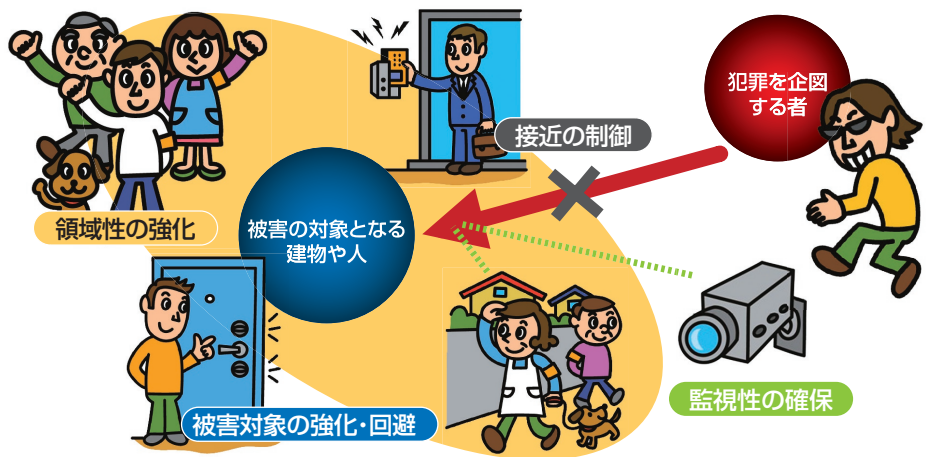 犯罪を企図
する者
接近の制御
領域性の強化
被害の対象となる
建物や人
監視性の確保
被害対象の強化・回避